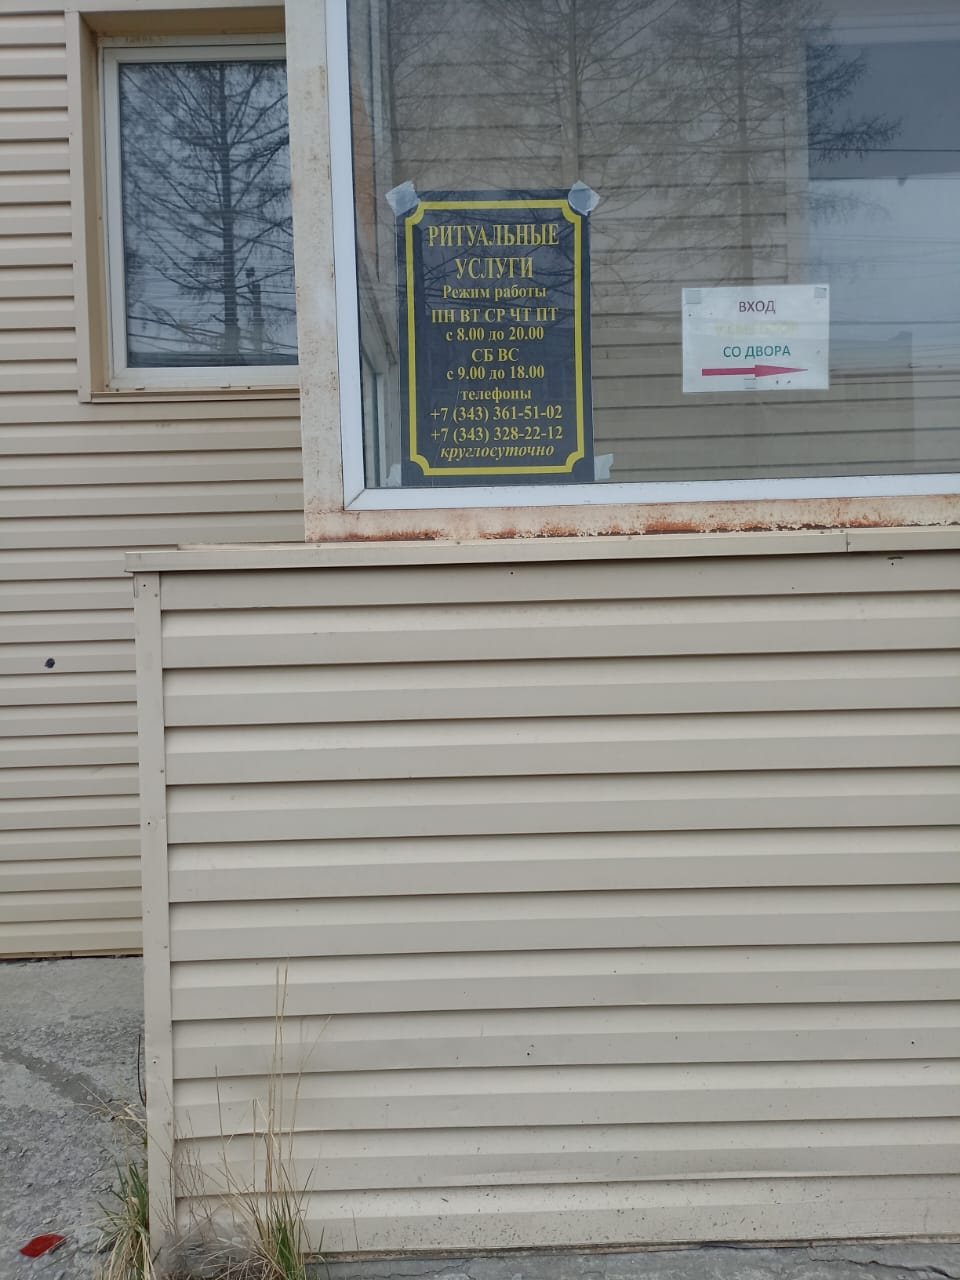 РИТУАЛЬНЫЕ
УСЛУГИ
Режим работы
ПН ВТ СР ЧТ ПТ
с 8.00 до 20.00
СБ ВС
с 9.00 до 18.00
телефоны
+7 (343) 361-51-02
+7 (343) 328-22-12
круглосуточно
ВХОД
СО ДВОРА